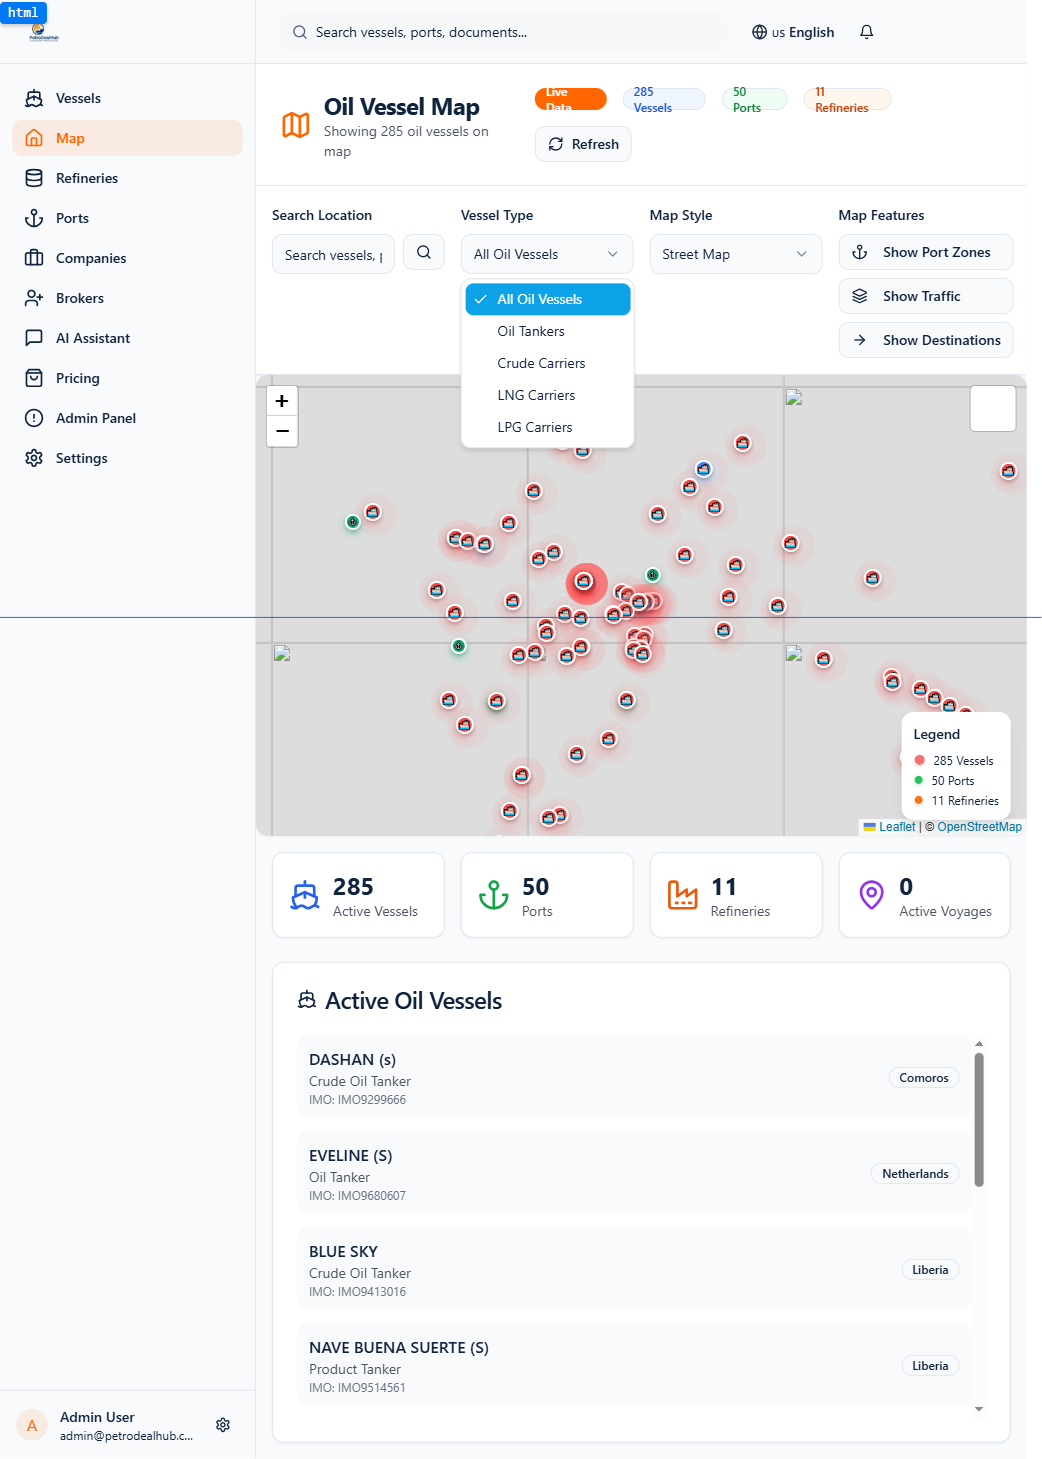 html
PetroDealHub
Search vessels, ports, documents...
us English
Vessels
Map
Refineries
Ports
Companies
Brokers
AI Assistant
Pricing
Admin Panel
Settings
Oil Vessel Map
Showing 285 oil vessels on
map
Live
Data
285
Vessels
50
Ports
11
Refineries
Refresh
Search Location
Search vessels, p
Vessel Type
All Oil Vessels
Map Style
Street Map
Map Features
Show Port Zones
Show Traffic
Show Destinations
All Oil Vessels
Oil Tankers
Crude Carriers
LNG Carriers
LPG Carriers
+
−
Legend
285 Vessels
50 Ports
11 Refineries
Leaflet | © OpenStreetMap
285
Active Vessels
50
Ports
11
Refineries
0
Active Voyages
Active Oil Vessels
DASHAN (s)
Crude Oil Tanker
IMO: IMO9299666
Comoros
EVELINE (S)
Oil Tanker
IMO: IMO9680607
Netherlands
BLUE SKY
Crude Oil Tanker
IMO: IMO9413016
Liberia
NAVE BUENA SUERTE (S)
Product Tanker
IMO: IMO9514561
Liberia
A
Admin User
admin@petrodealhub.c...